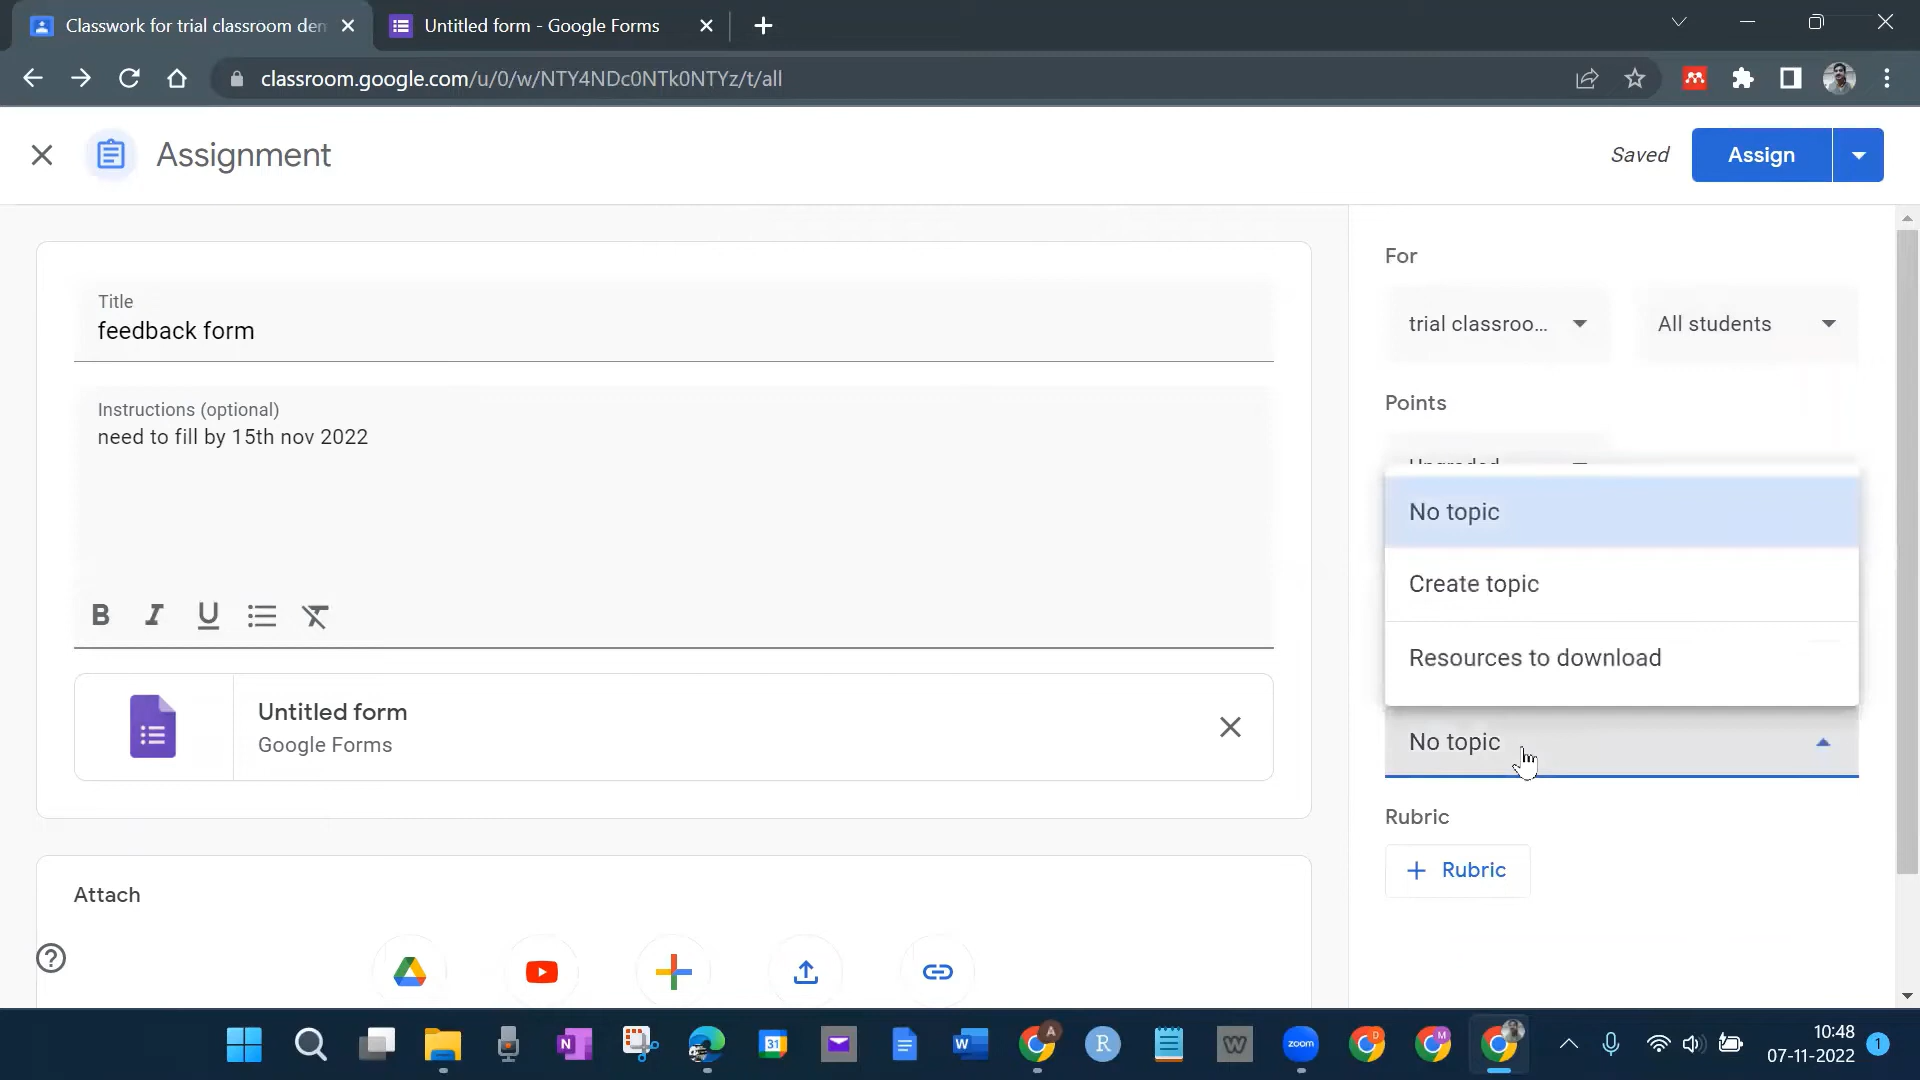 Classwork for trial classroom den
Untitled form - Google Forms
classroom.google.com/u/0/w/NTY4NDc0NTk0NTYz/t/all
Assignment
Saved
Assign
Title
feedback form
Instructions (optional)
need to fill by 15th nov 2022
B I U
Untitled form
Google Forms
Attach
For
trial classroo...
All students
Points
Ungraded
No topic
Create topic
Resources to download
No topic
Rubric
+ Rubric
31
zoom
A
R
W
W
N
D
M
10:48
07-11-2022
1